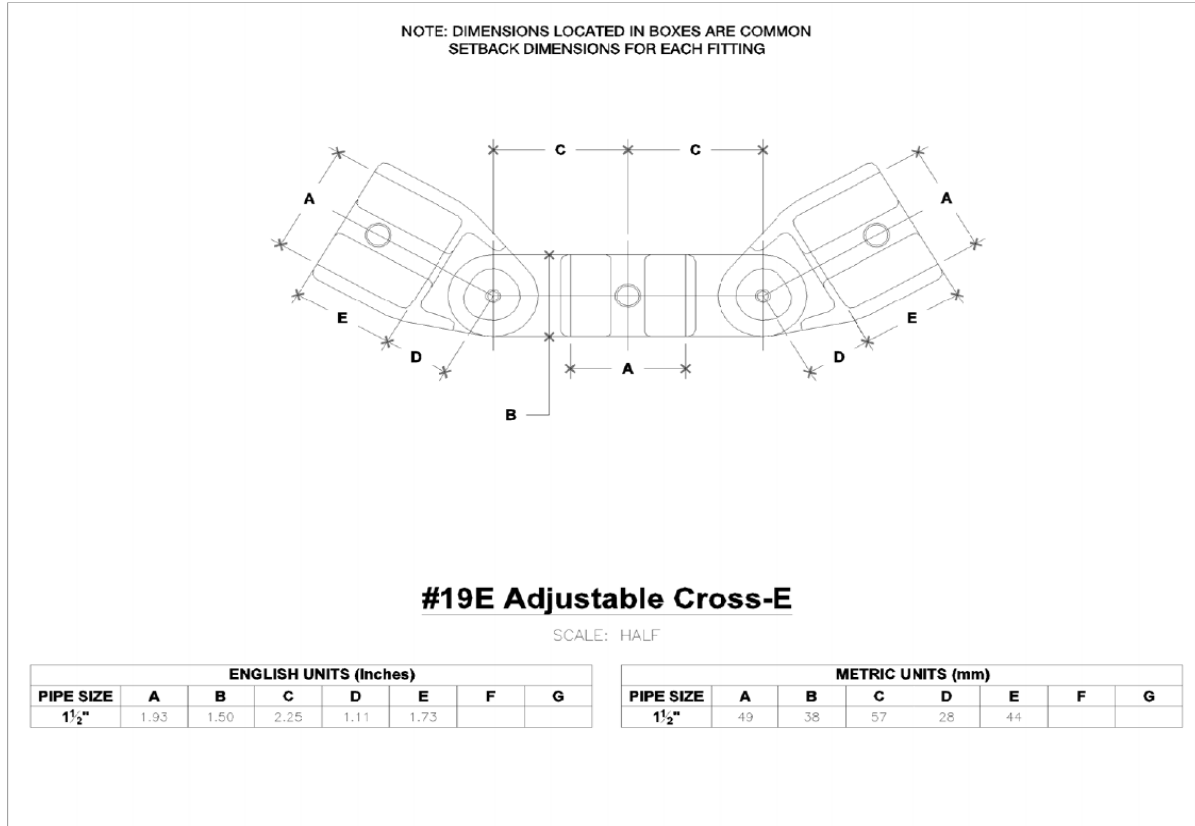 NOTE: DIMENSIONS LOCATED IN BOXES ARE COMMON
SETBACK DIMENSIONS FOR EACH FITTING
C C
A A
E E
D D
A
B
#19E Adjustable Cross-E
SCALE: HALF
ENGLISH UNITS (Inches)
PIPE SIZE A B C D E F G
1½" 1.93 1.50 2.25 1.11 1.73
METRIC UNITS (mm)
PIPE SIZE A B C D E F G
1½" 49 38 57 28 44